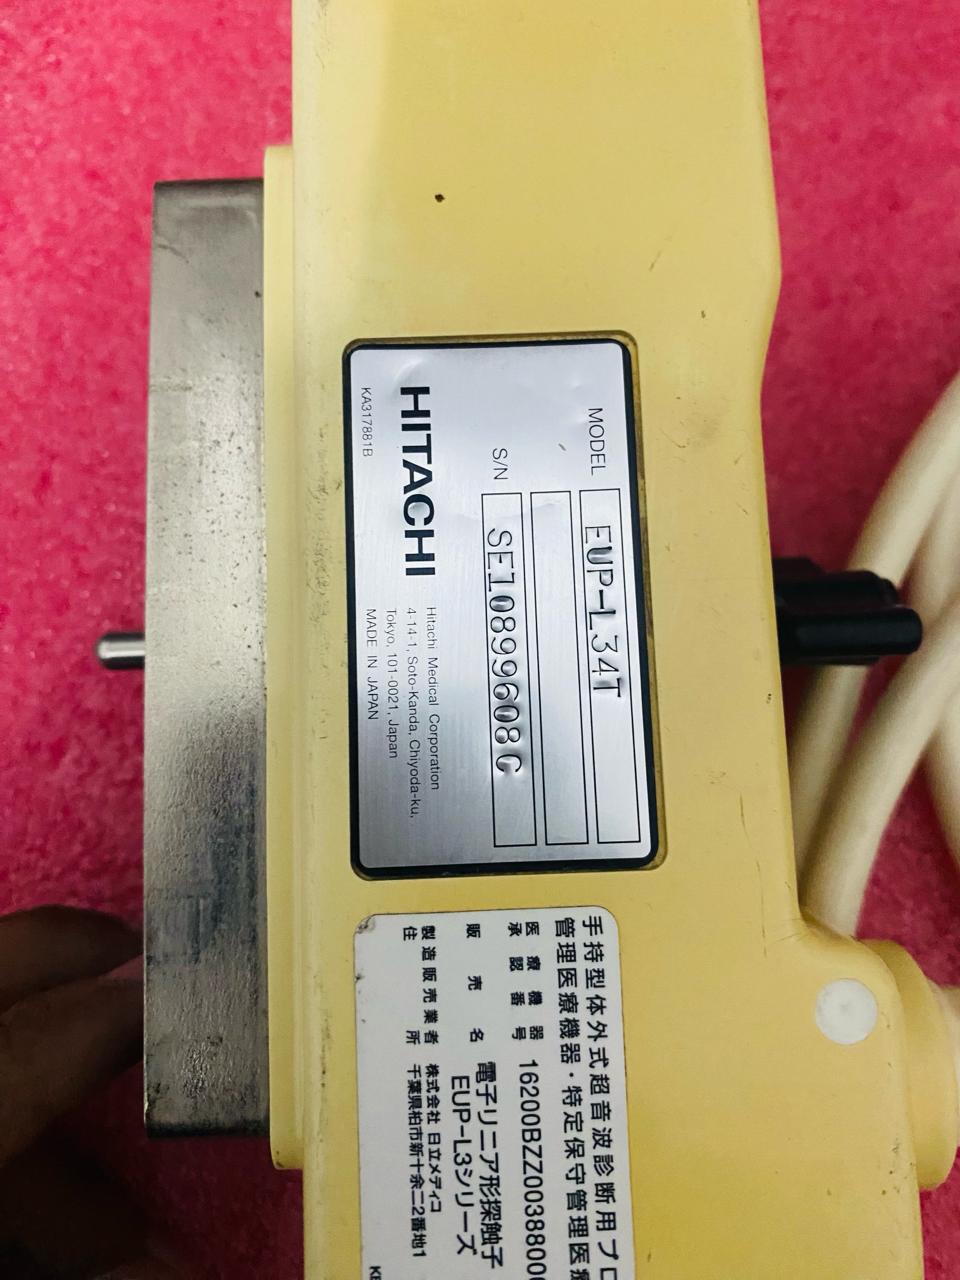 MODEL EUP-L34T
S/N SE10899608C
HITACHI
Hitachi Medical Corporation
4-14-1, Soto-Kanda, Chiyoda-ku,
Tokyo, 101-0021, Japan
MADE IN JAPAN
KA317881B
手持型体外式超音波診断用プロ
管理医療機器・特定保守管理医療
医療機器
承認番号 16200BZZ00388000
販売名 電子リニア形探触子
EUP-L3シリーズ
製造販売業者 株式会社 日立メディコ
住所 千葉県柏市新十余二2番地1